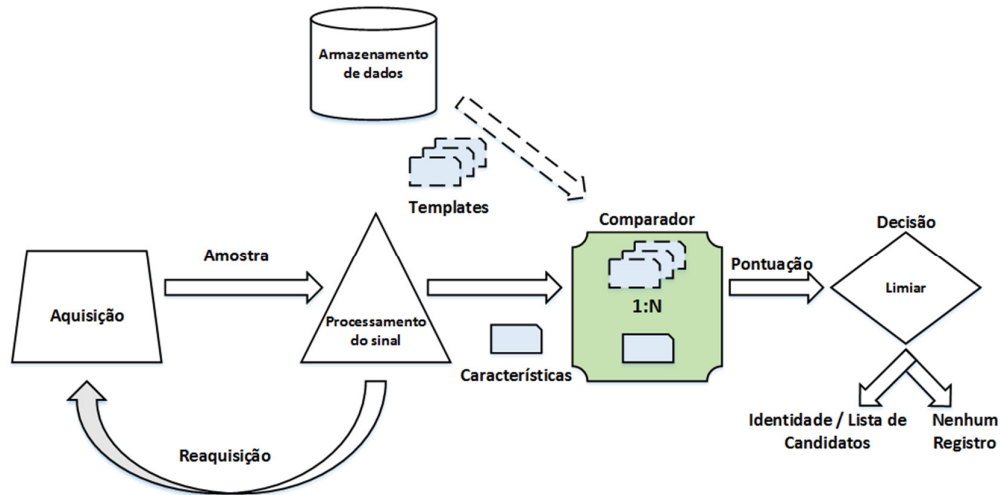 Armazenamento
de dados
Templates
Comparador
Decisão
Amostra
Pontuação
Aquisição
Processamento
do sinal
1:N
Limiar
Características
Reaquisição
Identidade / Lista de
Candidatos
Nenhum
Registro